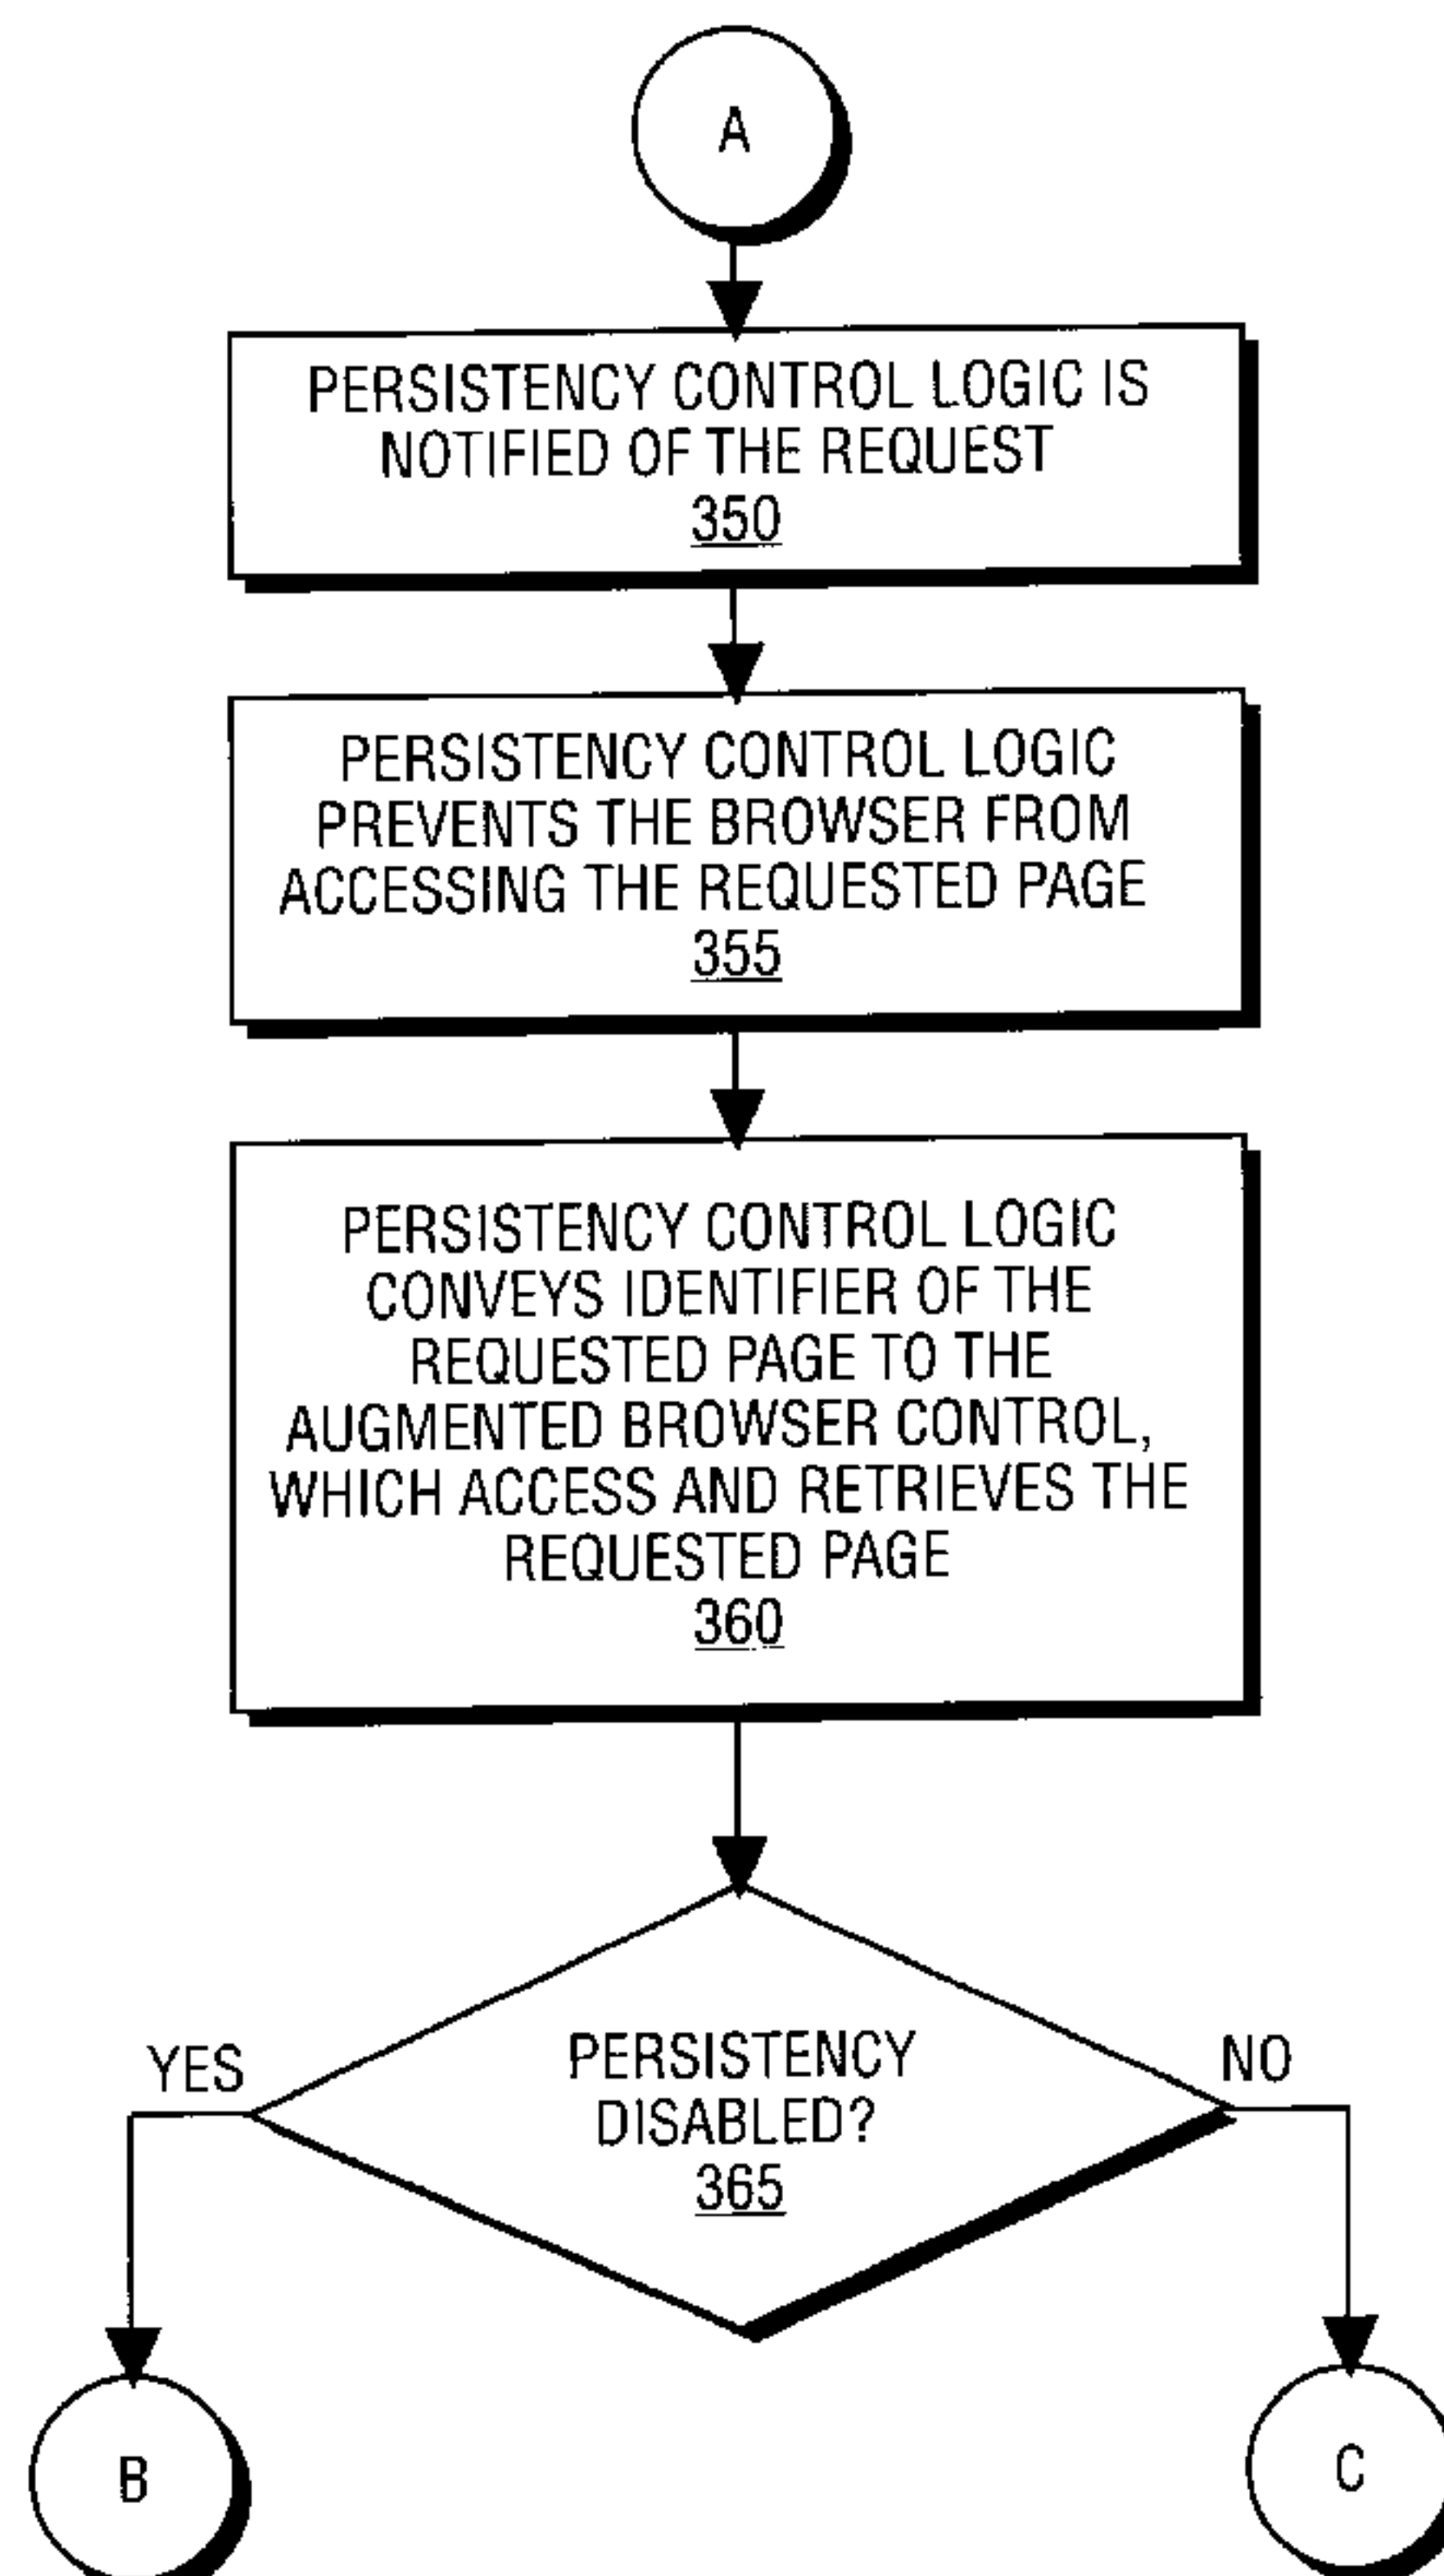 A
PERSISTENCY CONTROL LOGIC IS
NOTIFIED OF THE REQUEST
350
PERSISTENCY CONTROL LOGIC
PREVENTS THE BROWSER FROM
ACCESSING THE REQUESTED PAGE
355
PERSISTENCY CONTROL LOGIC
CONVEYS IDENTIFIER OF THE
REQUESTED PAGE TO THE
AUGMENTED BROWSER CONTROL,
WHICH ACCESS AND RETRIEVES THE
REQUESTED PAGE
360
YES
NO
PERSISTENCY
DISABLED?
365
B
C